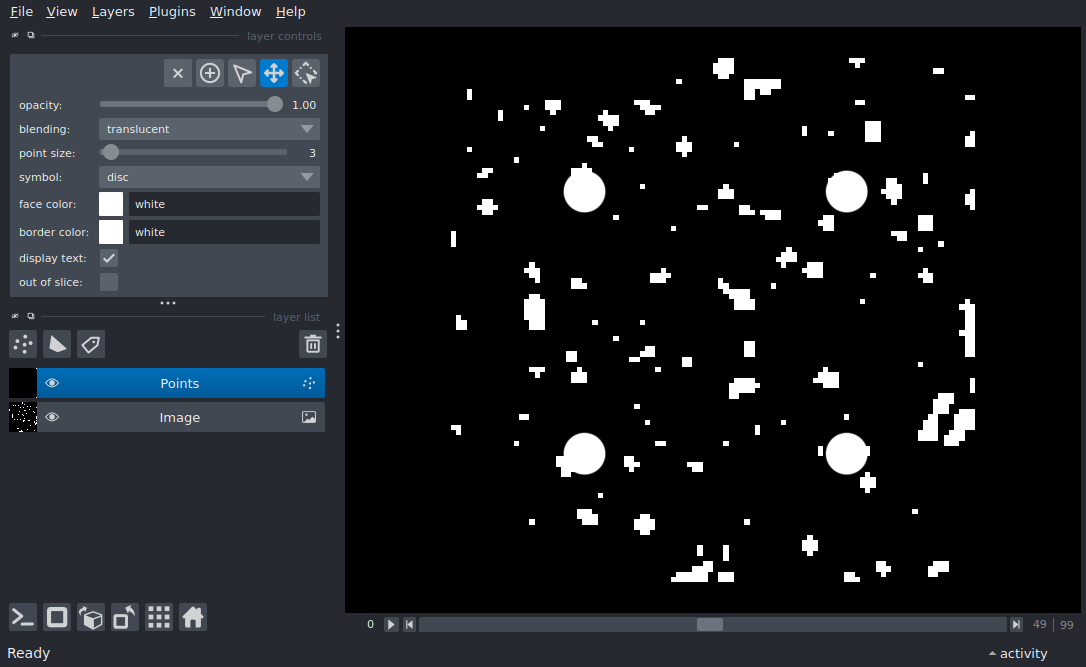 File View Layers Plugins Window Help
layer controls
opacity: 1.00
blending: translucent
point size: 3
symbol: disc
face color: white
border color: white
display text:
out of slice:
layer list
Points
Image
0 49 99
Ready activity